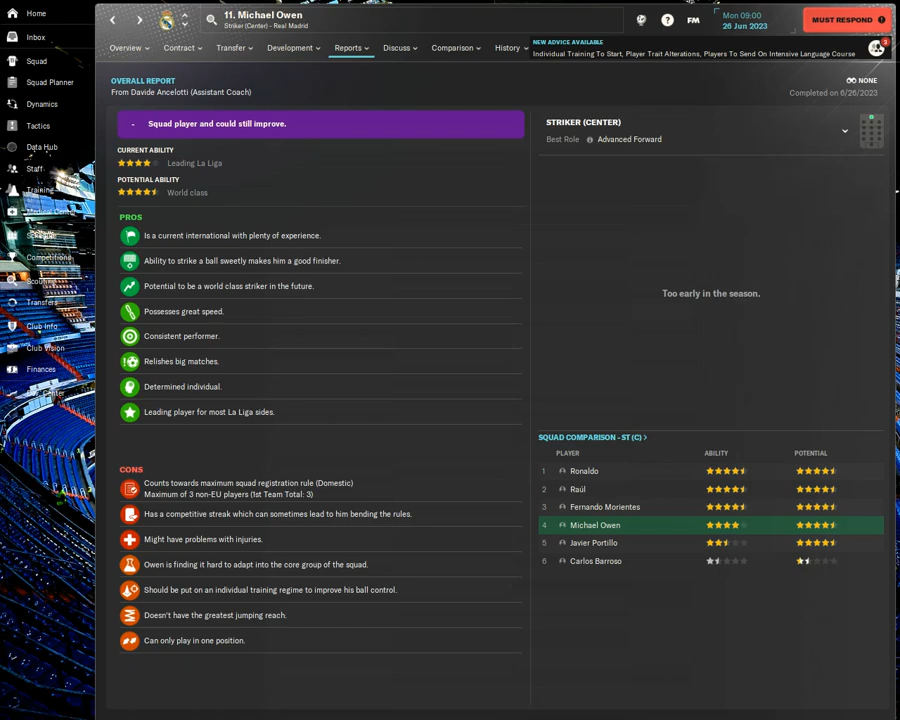 Home
Inbox
Squad
Squad Planner
Dynamics
Tactics
Data Hub
Staff
Training
Medical Centre
Competitions
Scouting
Transfers
Club Info
Club Vision
Finances
Dev. Center
11. Michael Owen
Striker (Center) - Real Madrid
?
FM
Mon 09:00
26 Jun 2023
MUST RESPOND
Overview
Contract
Transfer
Development
Reports
Discuss
Comparison
History
NEW ADVICE AVAILABLE
Individual Training To Start, Player Trait Alterations, Players To Send On Intensive Language Course
3
OVERALL REPORT
From Davide Ancelotti (Assistant Coach)
NONE
Completed on 6/26/2023
- Squad player and could still improve.
CURRENT ABILITY
Leading La Liga
POTENTIAL ABILITY
World class
PROS
Is a current international with plenty of experience.
Ability to strike a ball sweetly makes him a good finisher.
Potential to be a world class striker in the future.
Possesses great speed.
Consistent performer.
Relishes big matches.
Determined individual.
Leading player for most La Liga sides.
CONS
Counts towards maximum squad registration rule (Domestic)
Maximum of 3 non-EU players (1st Team Total: 3)
Has a competitive streak which can sometimes lead to him bending the rules.
Might have problems with injuries.
Owen is finding it hard to adapt into the core group of the squad.
Should be put on an individual training regime to improve his ball control.
Doesn't have the greatest jumping reach.
Can only play in one position.
STRIKER (CENTER)
Best Role Advanced Forward
Too early in the season.
SQUAD COMPARISON - ST (C) >
PLAYER ABILITY POTENTIAL
1 Ronaldo
2 Raúl
3 Fernando Morientes
4 Michael Owen
5 Javier Portillo
6 Carlos Barroso